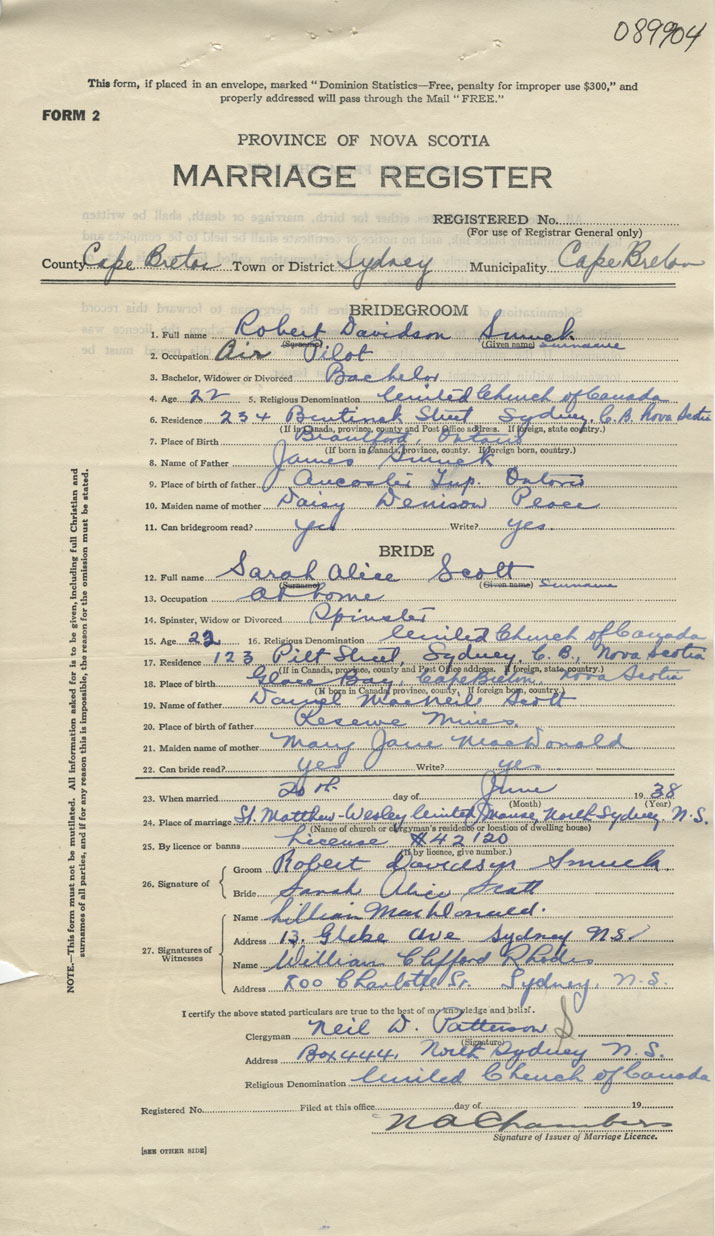 089904
This form, if placed in an envelope, marked "Dominion Statistics—Free, penalty for improper use $300," and
properly addressed will pass through the Mail "FREE."
FORM 2
PROVINCE OF NOVA SCOTIA
MARRIAGE REGISTER
REGISTERED No.
(For use of Registrar General only)
County Cape Breton Town or District Sydney Municipality Cape Breton
BRIDEGROOM
1. Full name Robert Davidson Smuck
(Surname) (Given name) Surname
2. Occupation Air Pilot
3. Bachelor, Widower or Divorced Bachelor
4. Age 22 5. Religious Denomination United Church of Canada
6. Residence 234 Bentinck Street Sydney, C.B. Nova Scotia
(If in Canada, province, county and Post Office address. If foreign, state country.)
7. Place of Birth Brantford, Ontario
(If born in Canada, province, county. If foreign born, country.)
8. Name of Father James Smuck
9. Place of birth of father Ancaster Twp. Ontario
10. Maiden name of mother Daisy Denison Peace
11. Can bridegroom read? yes Write? yes.
BRIDE
12. Full name Sarah Alice Scott
(Surname) (Given name) Surname
13. Occupation At home
14. Spinster, Widow or Divorced Spinster
15. Age 22 16. Religious Denomination United Church of Canada
17. Residence 123 Pitt Street, Sydney, C.B., Nova Scotia
(If in Canada, province, county and Post Office address. If foreign, state country.)
18. Place of birth Glace Bay, Cape Breton, Nova Scotia
(If born in Canada, province, county, If foreign born, country.)
19. Name of father Daniel MacNeil Scott
20. Place of birth of father Reserve Mines.
21. Maiden name of mother Mary Jane MacDonald
22. Can bride read? yes Write? yes
23. When married 20th day of June 1938
(Month) (Year)
24. Place of marriage St. Matthew-Wesley United Manse, North Sydney, N.S.
(Name of church or clergyman's residence or location of dwelling house)
25. By licence or banns License #42120
(If by licence, give number.)
26. Signature of
Groom Robert Davidson Smuck
Bride Sarah Alice Scott
27. Signatures of Witnesses
Name Lillian MacDonald.
Address 13, Glebe Ave Sydney N.S.
Name William Clifford Rhodes
Address 200 Charlotte St. Sydney, N.S.
I certify the above stated particulars are true to the best of my knowledge and belief.
Clergyman Neil D. Patterson
(Signature)
Address Box 444, North Sydney N.S.
Religious Denomination United Church of Canada
Registered No. Filed at this office day of 19
N A Chambers
Signature of Issuer of Marriage Licence.
[SEE OTHER SIDE]
NOTE.—This form must not be mutilated. All information asked for is to be given, including full Christian and
surnames of all parties, and if for any reason this is impossible, the reason for the omission must be stated.